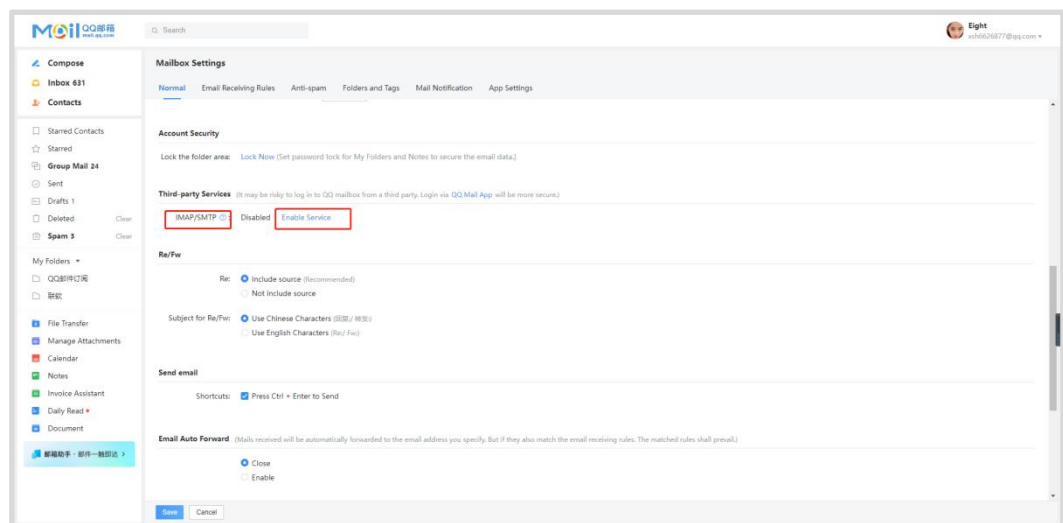 Mail QQ邮箱 mail.qq.com
Search
Eight
xsh6626877@qq.com
Compose
Inbox 631
Contacts
Starred Contacts
Starred
Group Mail 24
Sent
Drafts 1
Deleted Clear
Spam 3 Clear
My Folders
QQ邮件订阅
File Transfer
Manage Attachments
Calendar
Notes
Invoice Assistant
Daily Read
Document
邮箱助手 · 邮件一触即达 >
Mailbox Settings
Normal Email Receiving Rules Anti-spam Folders and Tags Mail Notification App Settings
Account Security
Lock the folder area: Lock Now (Set password lock for My Folders and Notes to secure the email data.)
Third-party Services (It may be risky to log in to QQ mailbox from a third party. Login via QQ Mail App will be more secure.)
IMAP/SMTP : Disabled Enable Service
Re/Fw
Re: Include source (Recommended)
Not include source
Subject for Re/Fw: Use Chinese Characters (回复:/ 转发:)
Use English Characters (Re:/ Fw:)
Send email
Shortcuts: Press Ctrl + Enter to Send
Email Auto Forward (Mails received will be automatically forwarded to the email address you specify. But if they also match the email receiving rules. The matched rules shall prevail.)
Close
Enable
Save Cancel